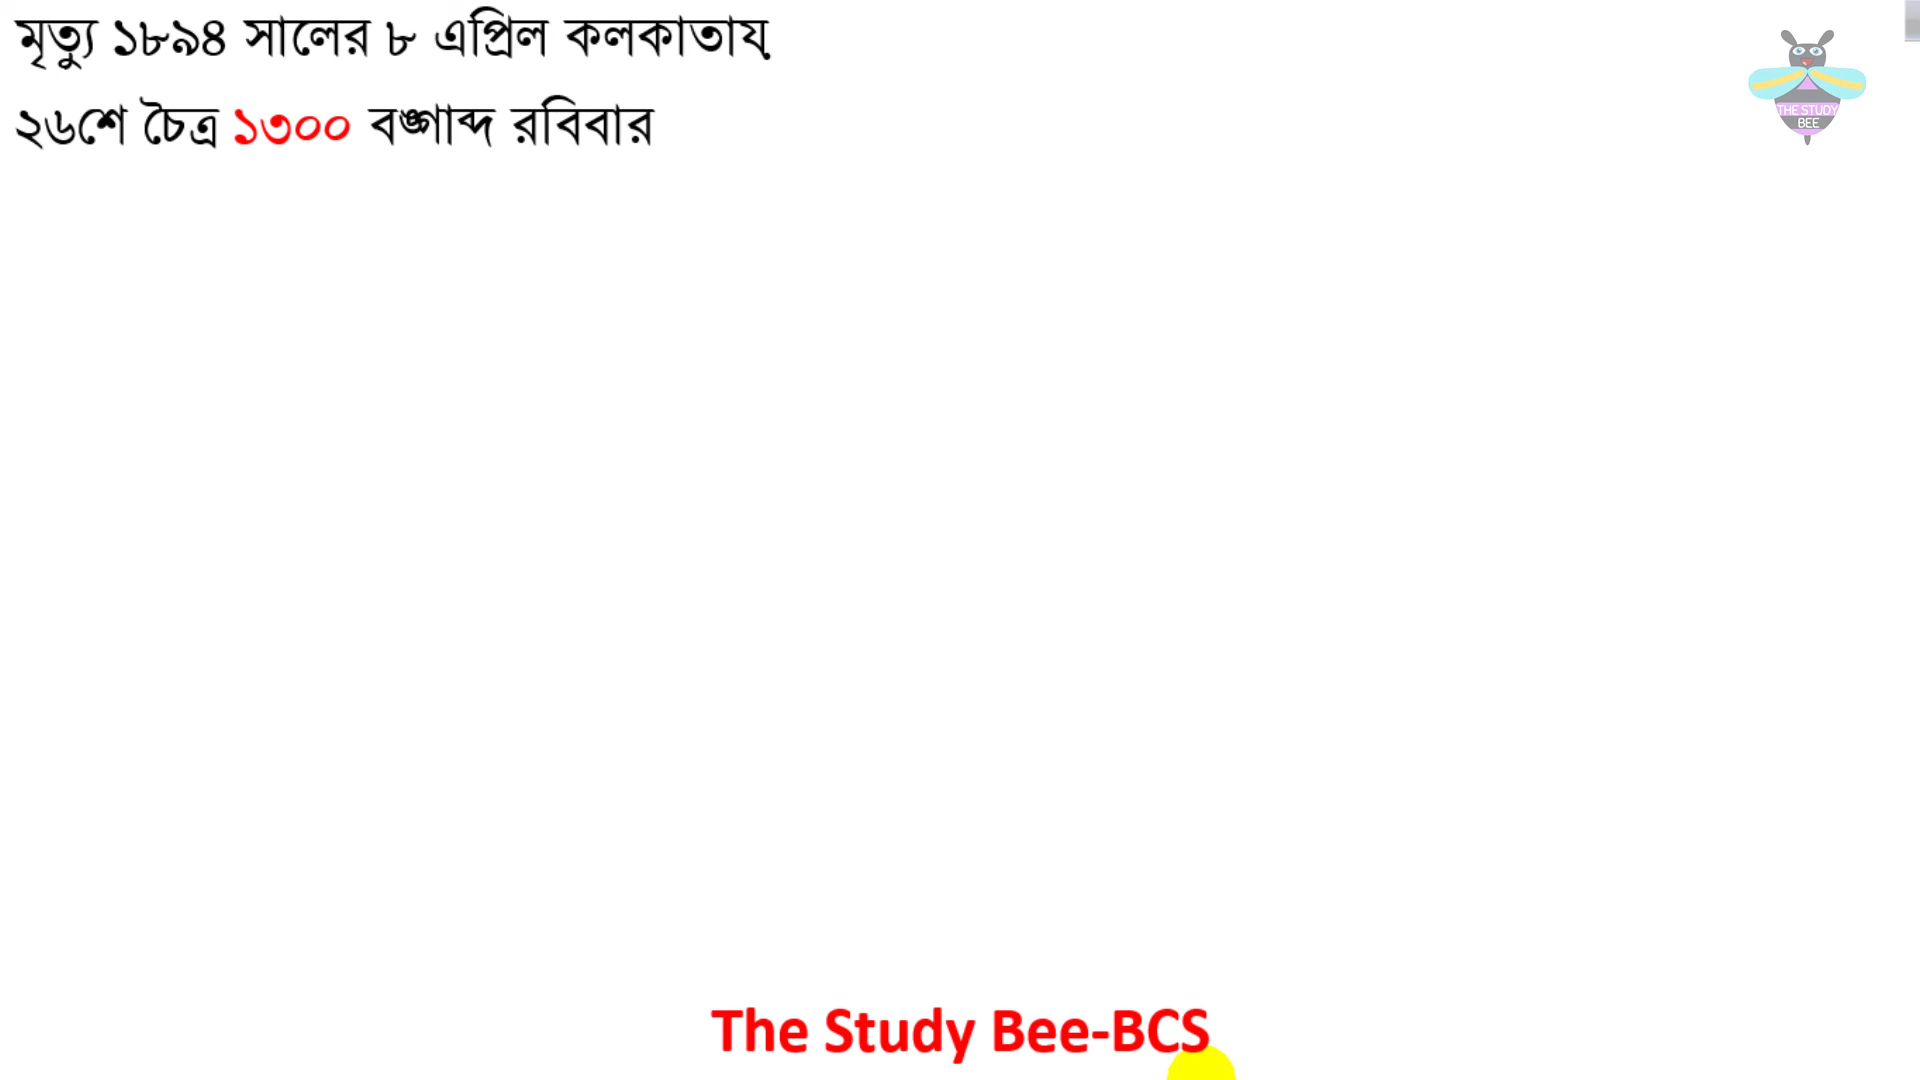 মৃত্যু ১৮৯৪ সালের ৮ এপ্রিল কলকাতায়
২৬শে চৈত্র ১৩০০ বঙ্গাব্দ রবিবার
THE STUDY
BEE
The Study Bee-BCS